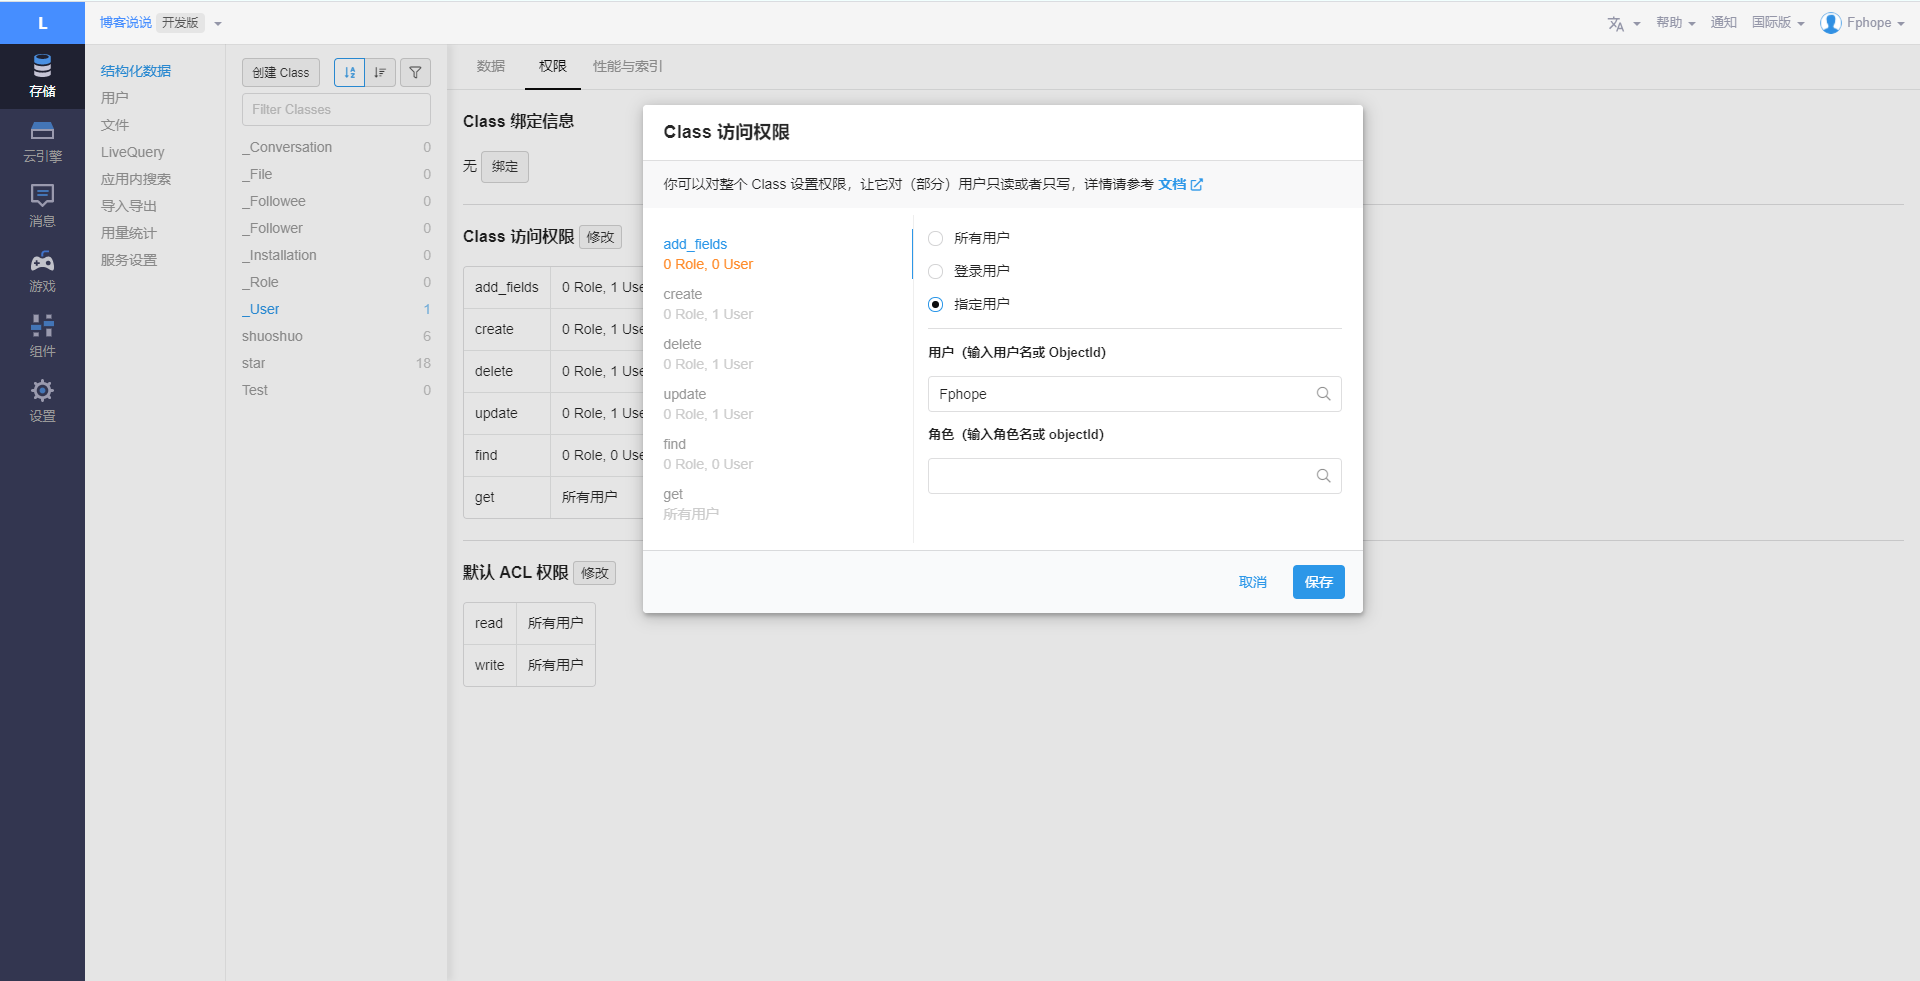 L
博客说说 开发版
帮助 通知 国际版 Fphope
存储
云引擎
消息
游戏
组件
设置
结构化数据
用户
文件
LiveQuery
应用内搜索
导入导出
用量统计
服务设置
创建 Class
Filter Classes
_Conversation 0
_File 0
_Followee 0
_Follower 0
_Installation 0
_Role 0
_User 1
shuoshuo 6
star 18
Test 0
数据 权限 性能与索引
Class 绑定信息
无 绑定
Class 访问权限 修改
add_fields 0 Role, 1 Use
create 0 Role, 1 Use
delete 0 Role, 1 Use
update 0 Role, 1 Use
find 0 Role, 0 Use
get 所有用户
默认 ACL 权限 修改
read 所有用户
write 所有用户
Class 访问权限
你可以对整个 Class 设置权限，让它对（部分）用户只读或者只写，详情请参考 文档
add_fields
0 Role, 0 User
create
0 Role, 1 User
delete
0 Role, 1 User
update
0 Role, 1 User
find
0 Role, 0 User
get
所有用户
所有用户
登录用户
指定用户
用户（输入用户名或 ObjectId）
Fphope
角色（输入角色名或 objectId）
取消 保存